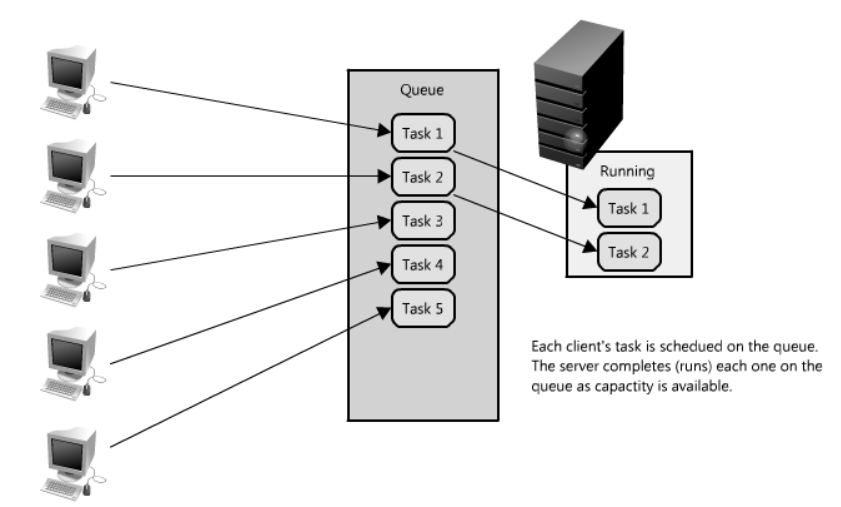 Queue
Task 1
Task 2
Task 3
Task 4
Task 5
Running
Task 1
Task 2
Each client's task is schedued on the queue.
The server completes (runs) each one on the
queue as capactity is available.